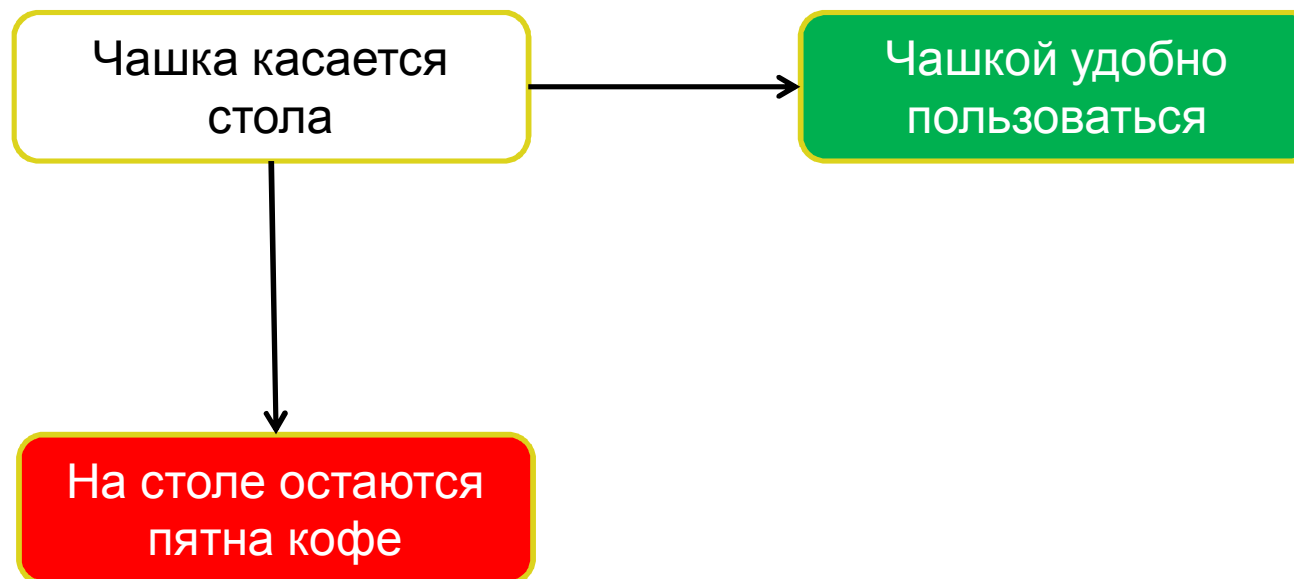 Чашка касается
стола
Чашкой удобно
пользоваться
На столе остаются
пятна кофе